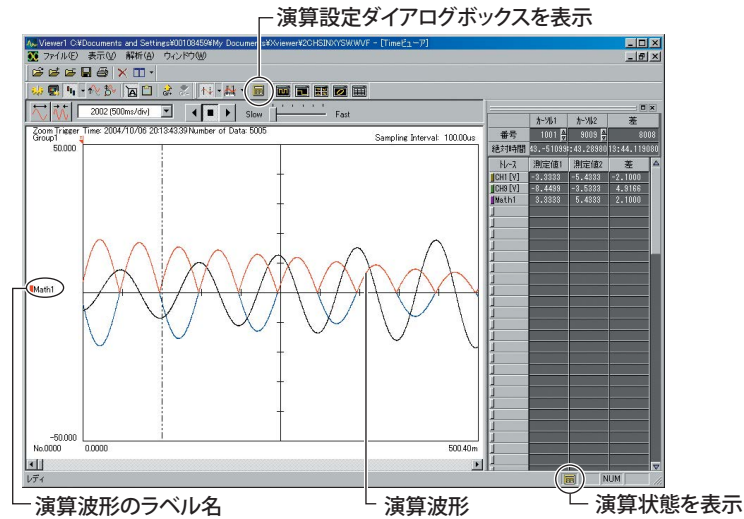 演算設定ダイアログボックスを表示
Viewer1 C:¥Documents and Settings¥00108459¥My Documents¥Xviewer¥2CHSINXYSW.WVF - [Timeビューア]
ファイル(F) 表示(V) 解析(A) ウィンドウ(W)
2002 (500ms/div)
Slow
Fast
Zoom Trigger Time: 2004/10/06 20:13:43.39 Number of Data: 5005
Group1
Sampling Interval: 100.00us
50.000
Math1
-50.000
No.0000
0.0000
500.40m
カーソル1 カーソル2 差
番号 1001 9009 8008
絶対時間
トレース 測定値1 測定値2 差
CH1 [V] -3.3333 -5.4333 -2.1000
CH9 [V] -8.4499 -3.5333 4.9166
Math1 3.3333 5.4333 2.1000
レディ
NUM
演算波形のラベル名
演算波形
演算状態を表示